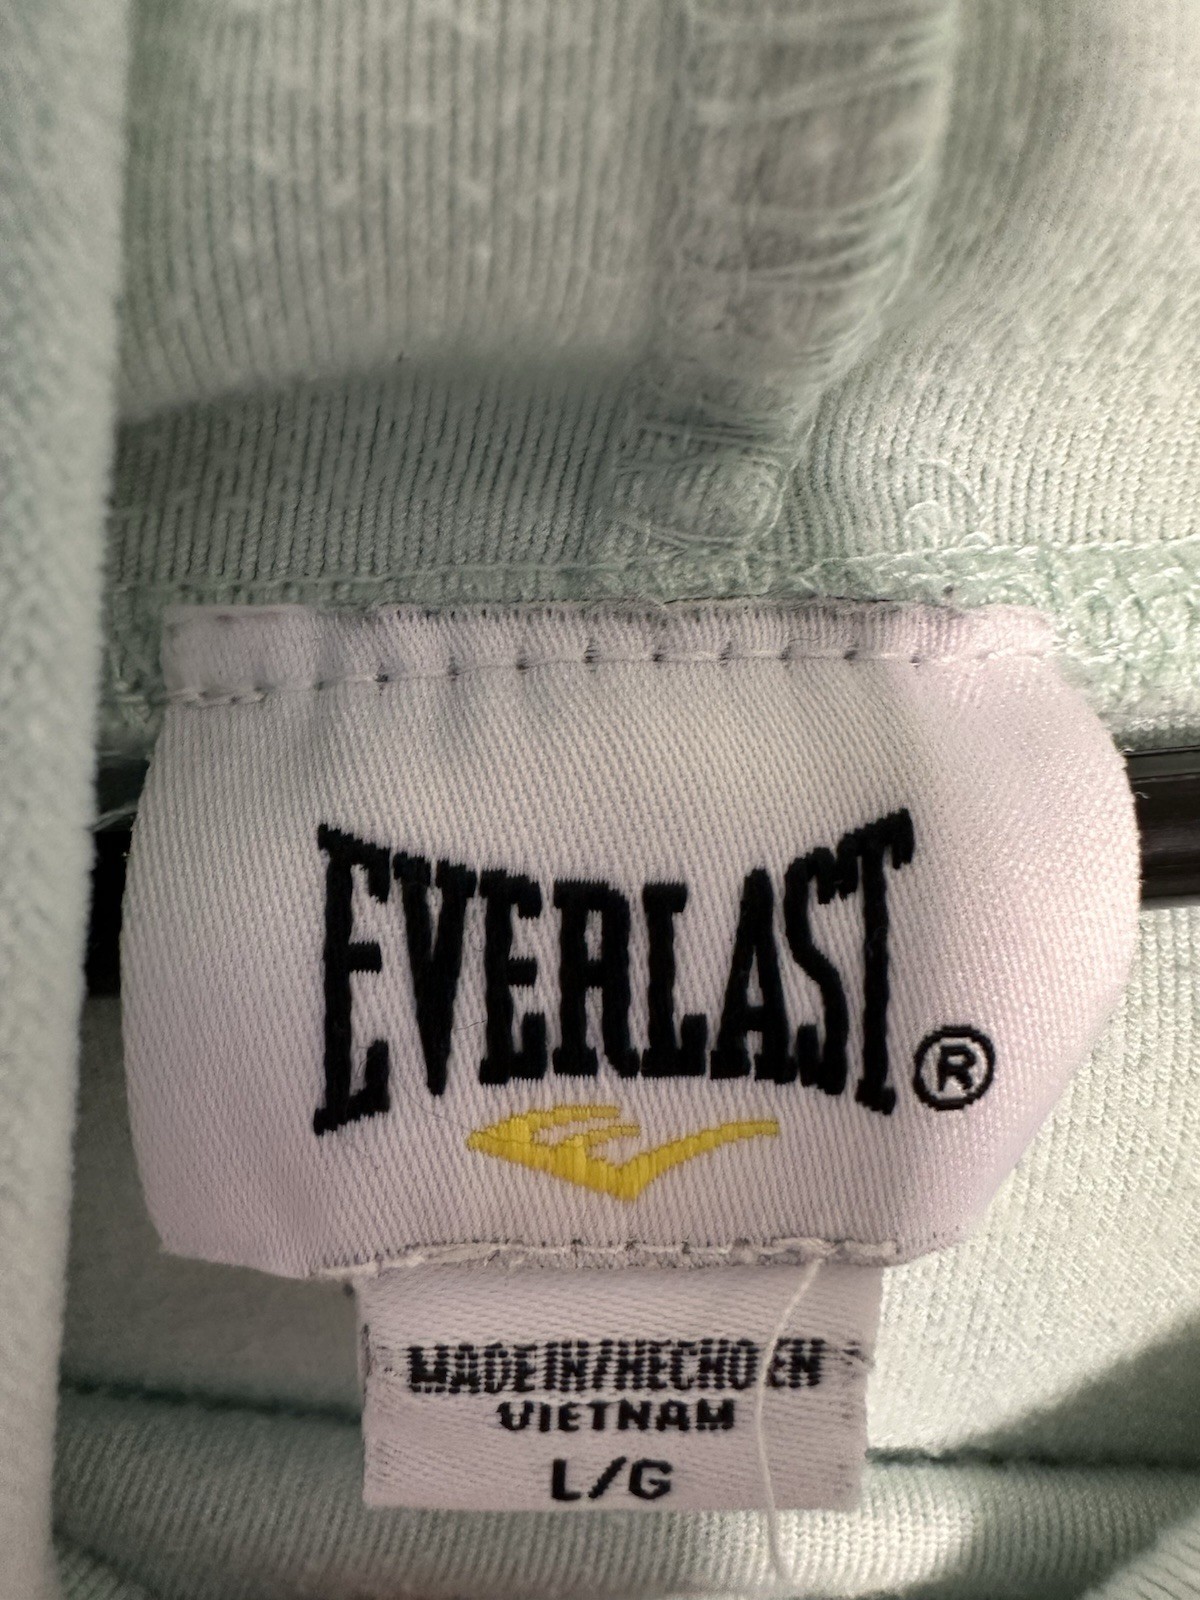 EVERLAST®
MADE IN/HECHO EN
VIETNAM
L/G